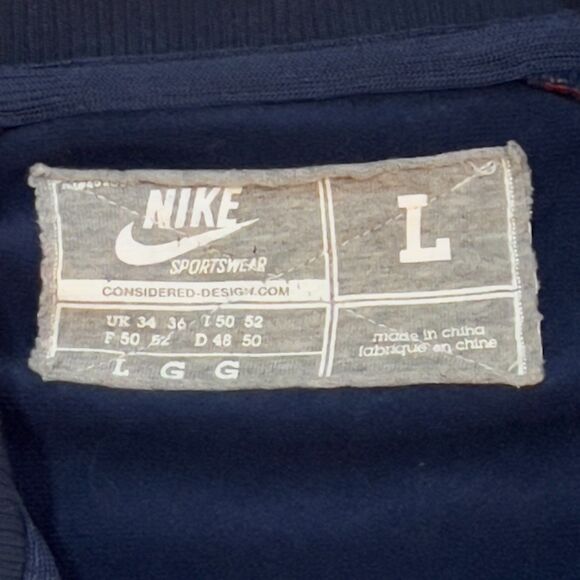 NIKE
SPORTSWEAR
CONSIDERED-DESIGN.COM
UK 34 36 I 50 52
F 50 52 D 48 50
L G G
L
made in china
fabriqué en chine